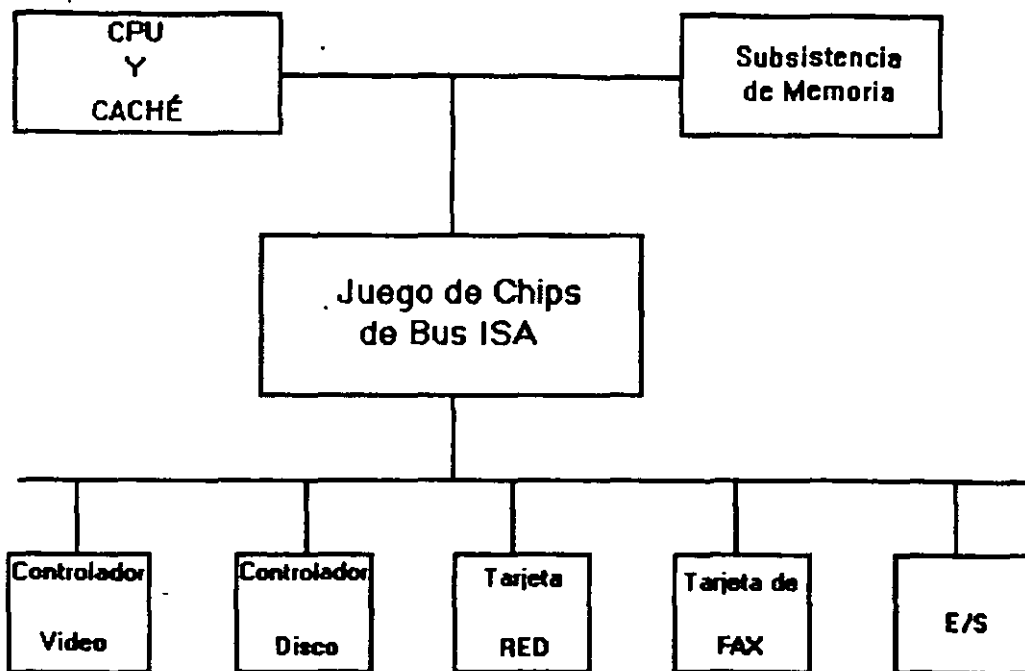 CPU
Y
CACHÉ
Subsistencia
de Memoria
Juego de Chips
de Bus ISA
Controlador
Video
Controlador
Disco
Tarjeta
RED
Tarjeta de
FAX
E/S